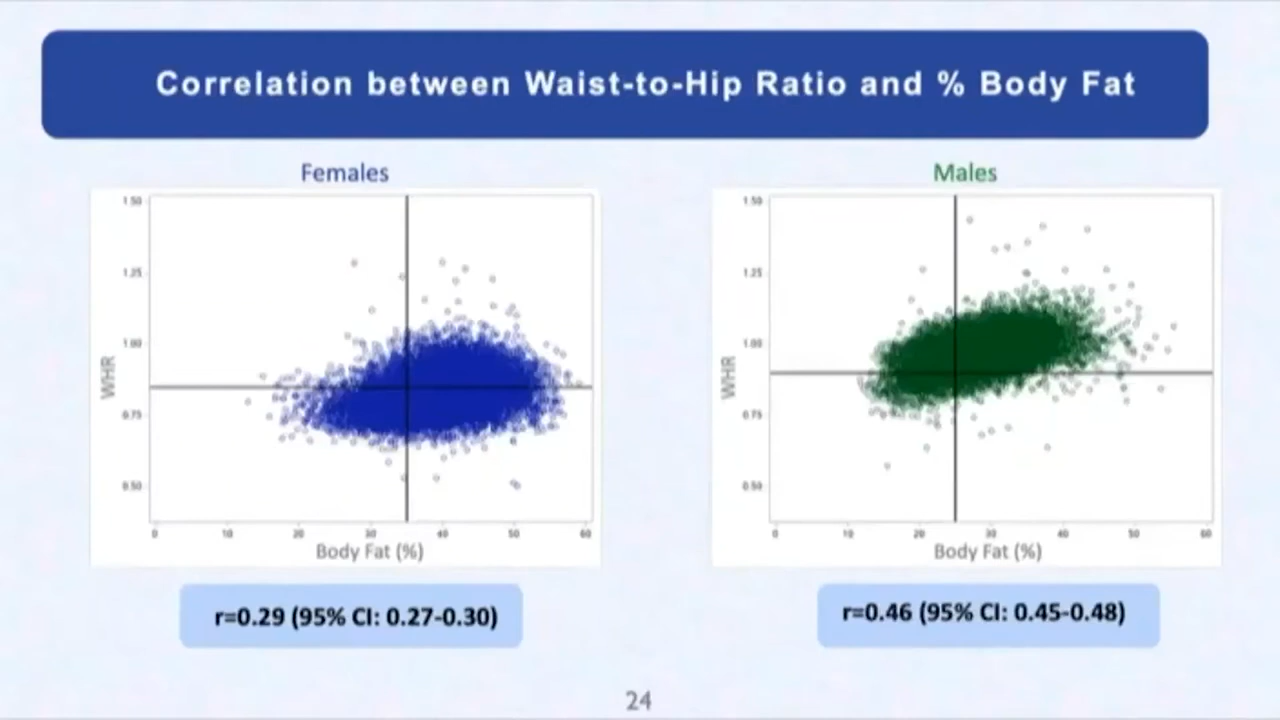 Correlation between Waist-to-Hip Ratio and % Body Fat
Females
1.50
1.25
1.00
0.75
0.50
WHR
0 10 20 30 40 50 60
Body Fat (%)
r=0.29 (95% CI: 0.27-0.30)
Males
1.50
1.25
1.00
0.75
0.50
WHR
0 10 20 30 40 50 60
Body Fat (%)
r=0.46 (95% CI: 0.45-0.48)
24